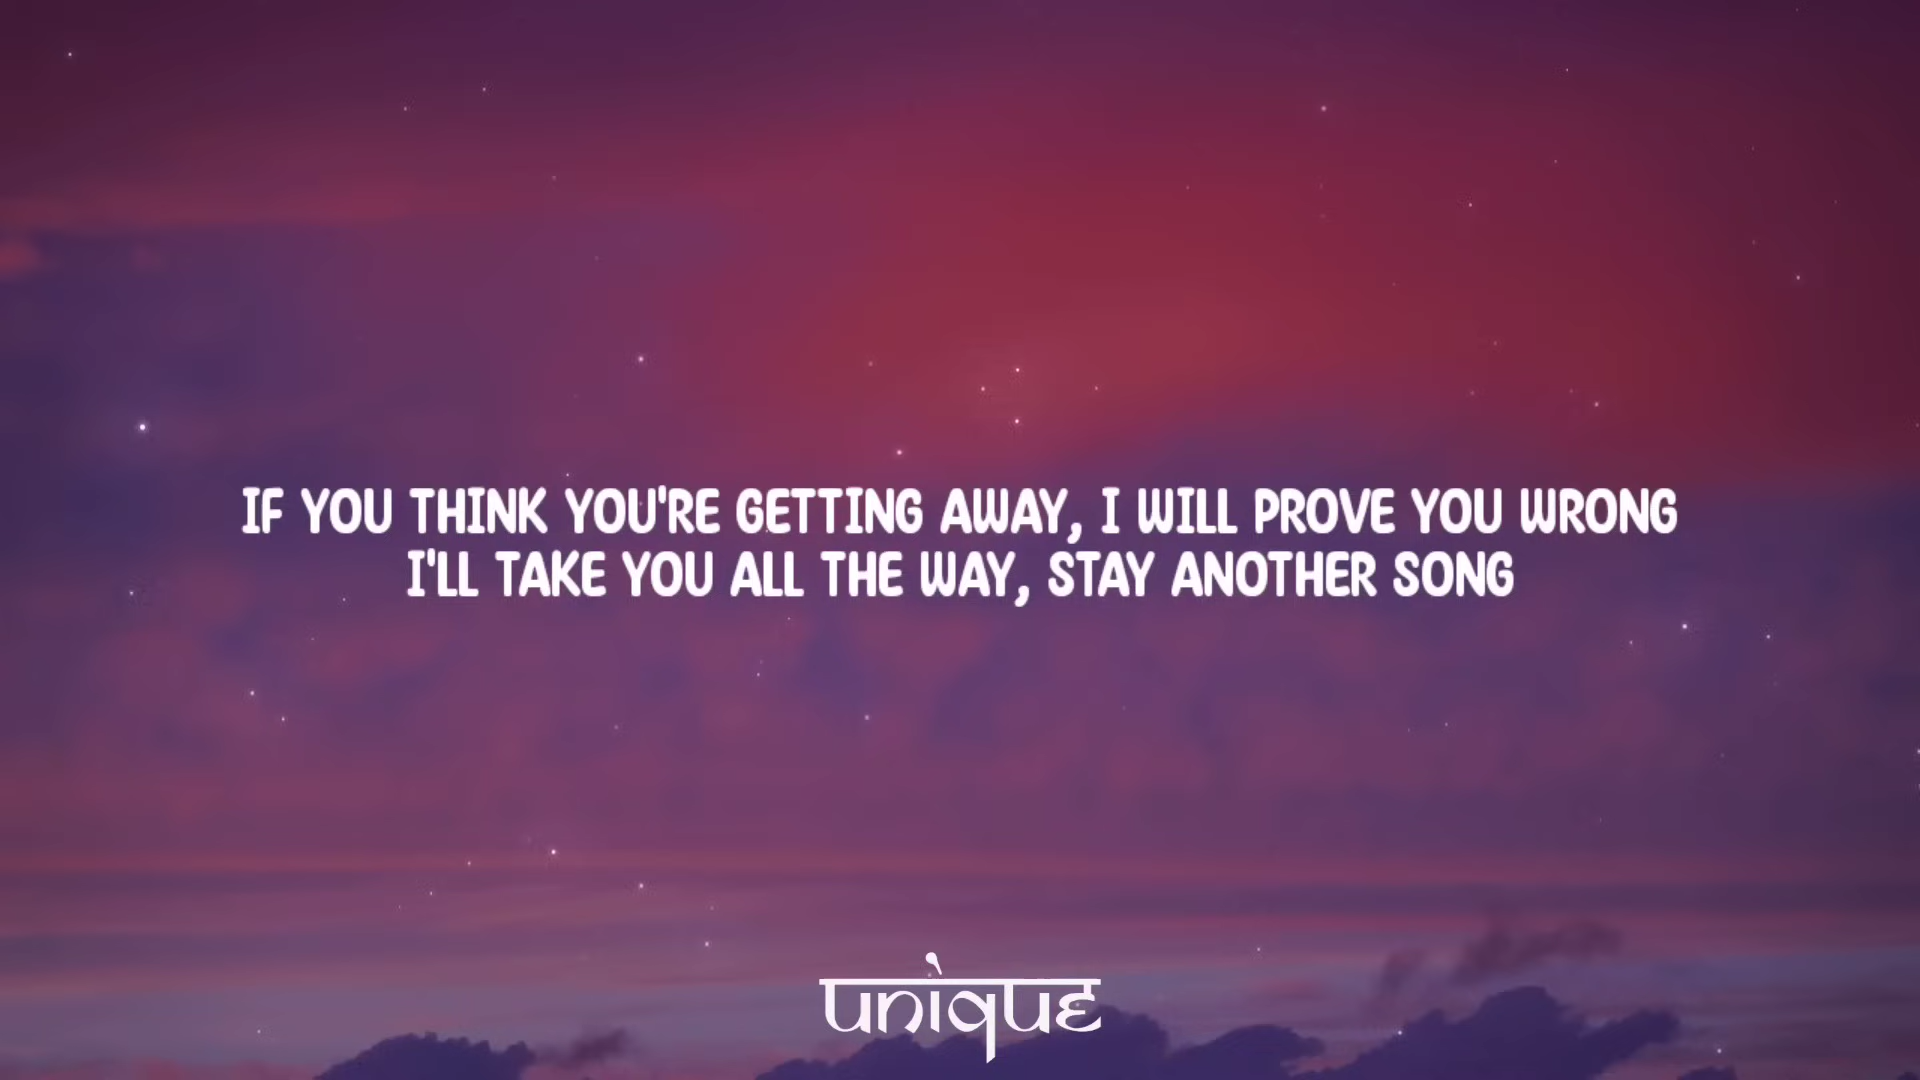 IF YOU THINK YOU'RE GETTING AWAY, I WILL PROVE YOU WRONG
I'LL TAKE YOU ALL THE WAY, STAY ANOTHER SONG
unique